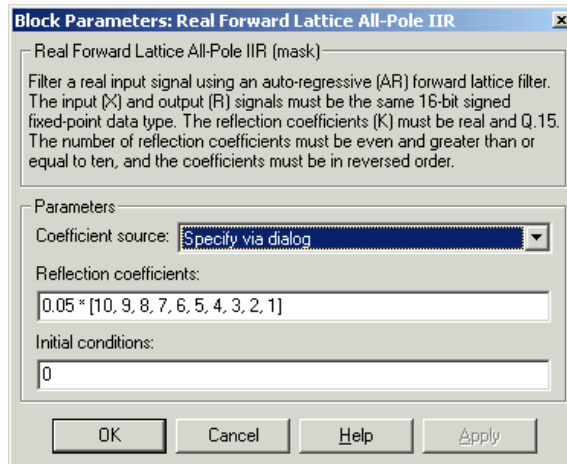 Block Parameters: Real Forward Lattice All-Pole IIR
Real Forward Lattice All-Pole IIR (mask)
Filter a real input signal using an auto-regressive (AR) forward lattice filter.
The input (X) and output (R) signals must be the same 16-bit signed
fixed-point data type. The reflection coefficients (K) must be real and Q.15.
The number of reflection coefficients must be even and greater than or
equal to ten, and the coefficients must be in reversed order.
Parameters
Coefficient source: Specify via dialog
Reflection coefficients:
0.05 * [10, 9, 8, 7, 6, 5, 4, 3, 2, 1]
Initial conditions:
0
OK Cancel Help Apply